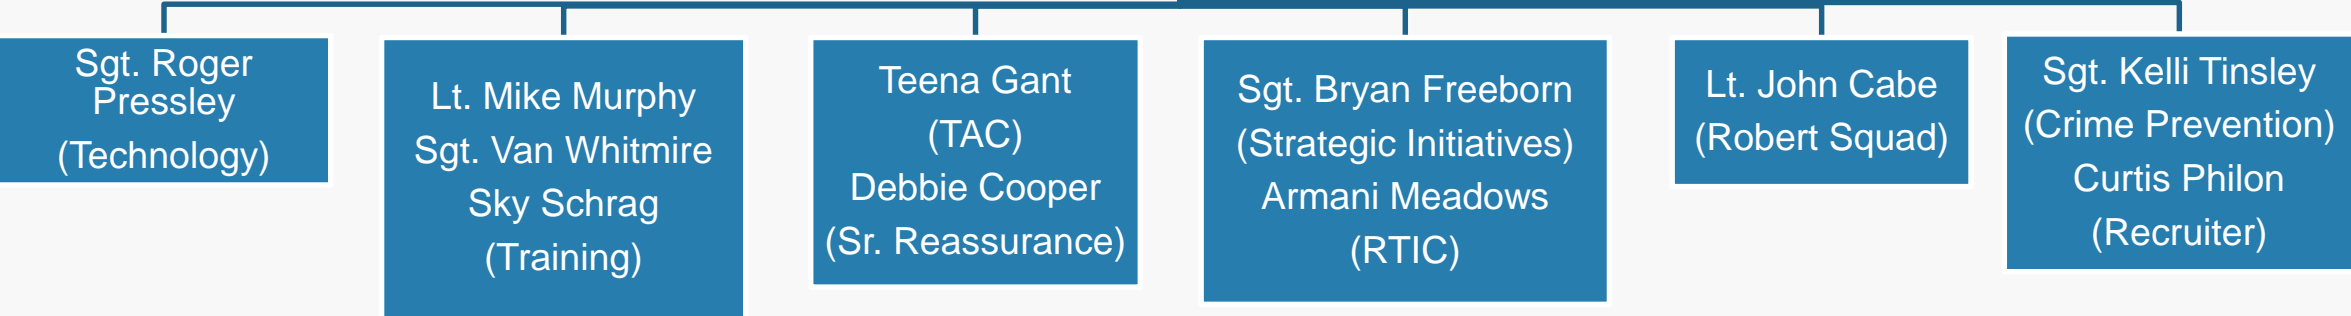 Sgt. Roger
Pressley
(Technology)
Lt. Mike Murphy
Sgt. Van Whitmire
Sky Schrag
(Training)
Teena Gant
(TAC)
Debbie Cooper
(Sr. Reassurance)
Sgt. Bryan Freeborn
(Strategic Initiatives)
Armani Meadows
(RTIC)
Lt. John Cabe
(Robert Squad)
Sgt. Kelli Tinsley
(Crime Prevention)
Curtis Philon
(Recruiter)